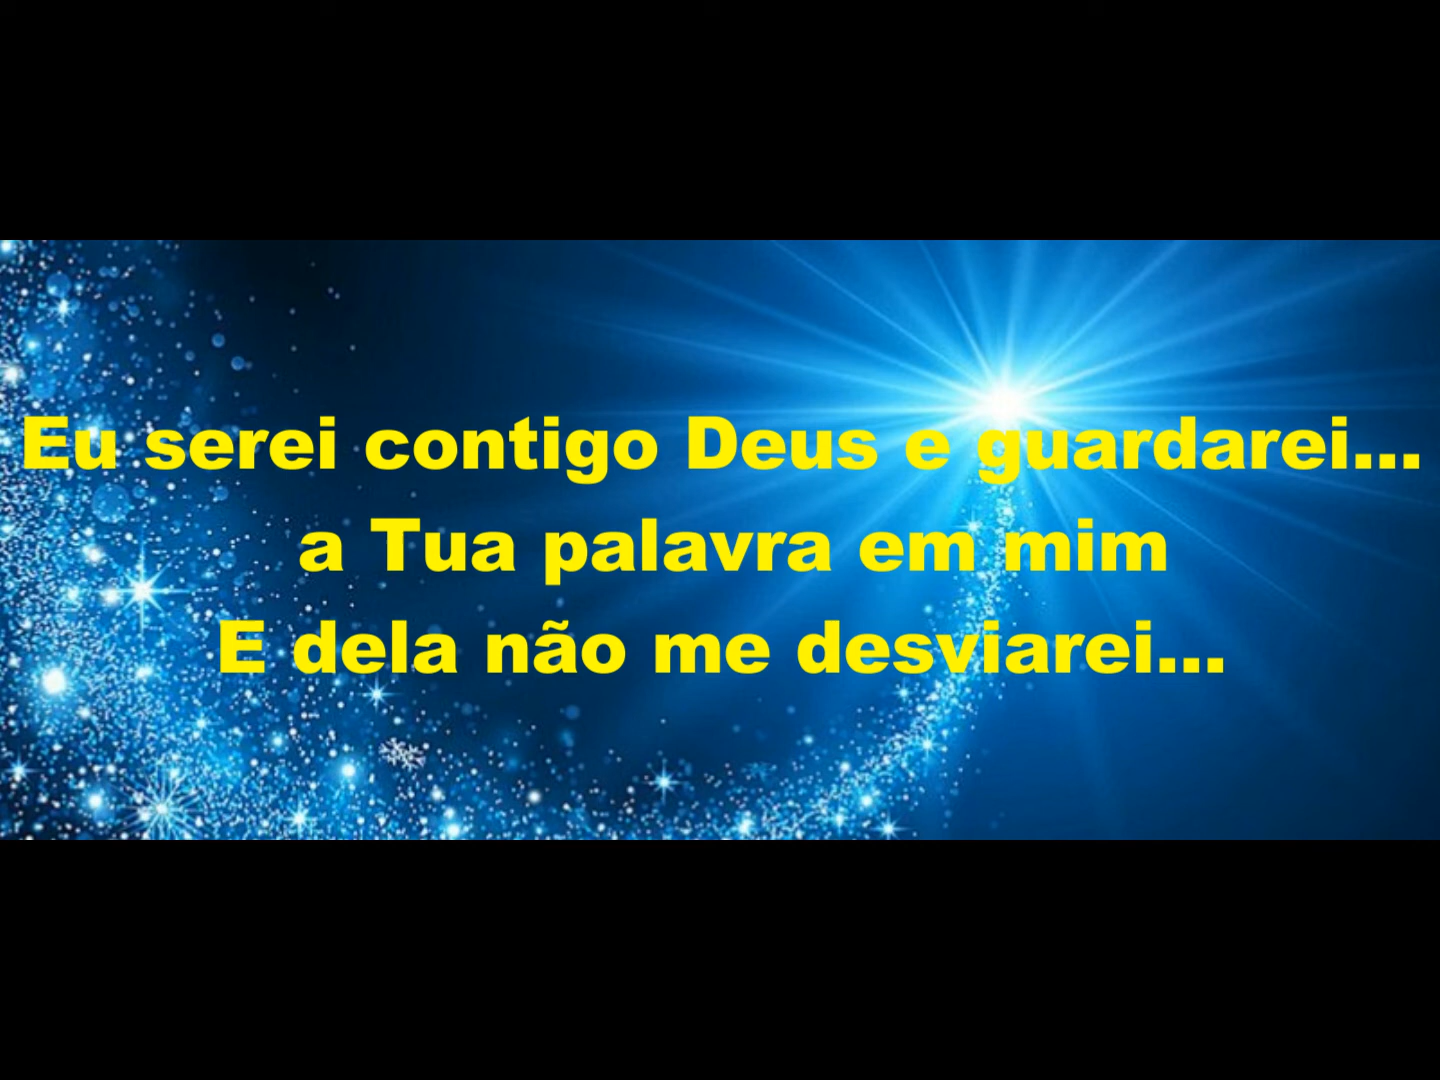 Eu serei contigo Deus e guardarei...
a Tua palavra em mim
E dela não me desviarei...